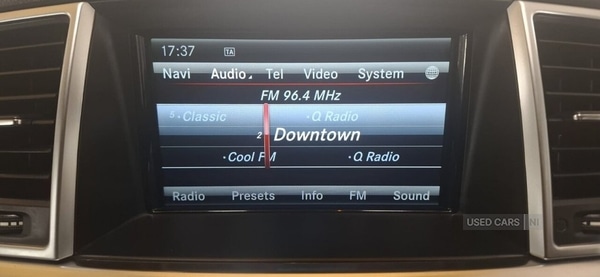 17:37 TA
Navi Audio Tel Video System
FM 96.4 MHz
5 · Classic · Q Radio
2 Downtown
· Cool FM · Q Radio
Radio Presets Info FM Sound
USED CARS NI